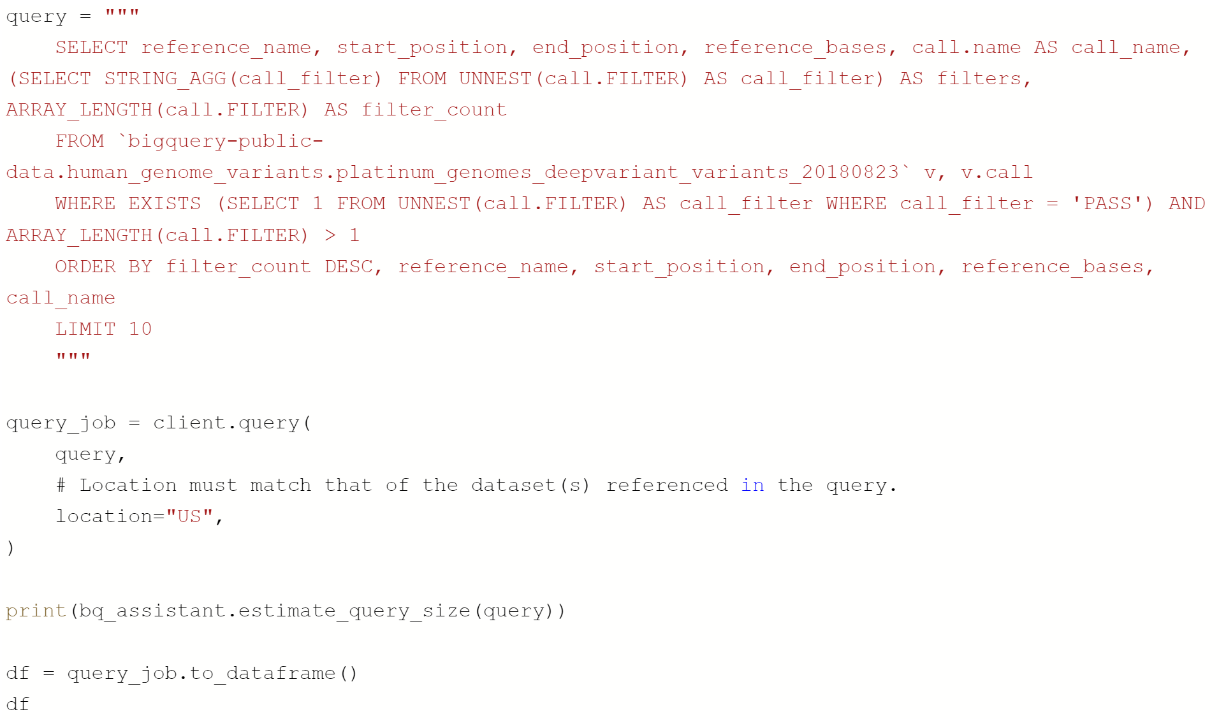 query = """
    SELECT reference_name, start_position, end_position, reference_bases, call.name AS call_name,
(SELECT STRING_AGG(call_filter) FROM UNNEST(call.FILTER) AS call_filter) AS filters,
ARRAY_LENGTH(call.FILTER) AS filter_count
    FROM `bigquery-public-
data.human_genome_variants.platinum_genomes_deepvariant_variants_20180823` v, v.call
    WHERE EXISTS (SELECT 1 FROM UNNEST(call.FILTER) AS call_filter WHERE call_filter = 'PASS') AND
ARRAY_LENGTH(call.FILTER) > 1
    ORDER BY filter_count DESC, reference_name, start_position, end_position, reference_bases,
call_name
    LIMIT 10
    """

query_job = client.query(
    query,
    # Location must match that of the dataset(s) referenced in the query.
    location="US",
)

print(bq_assistant.estimate_query_size(query))

df = query_job.to_dataframe()
df